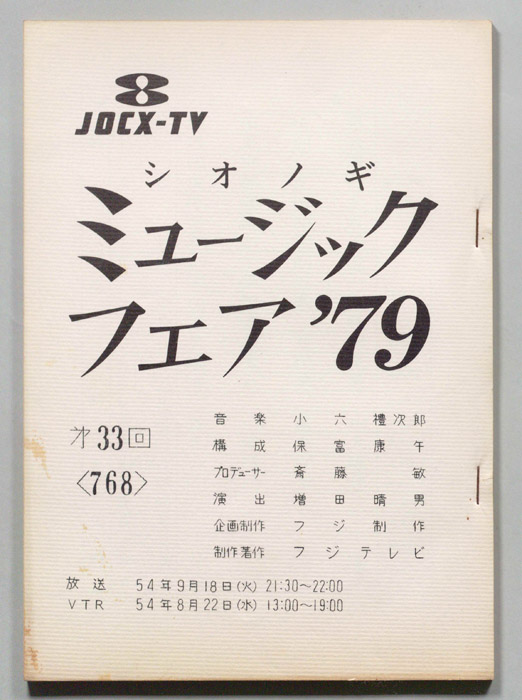 JOCX-TV
シオノギ
ミュージック
フェア'79
才33回
〈768〉
音楽 小六禮次郎
構成 保富康午
プロデューサー 斉藤敏
演出 増田晴男
企画制作 フジ制作
制作著作 フジテレビ
放送 54年9月18日(火) 21:30〜22:00
VTR 54年8月22日(水) 13:00〜19:00